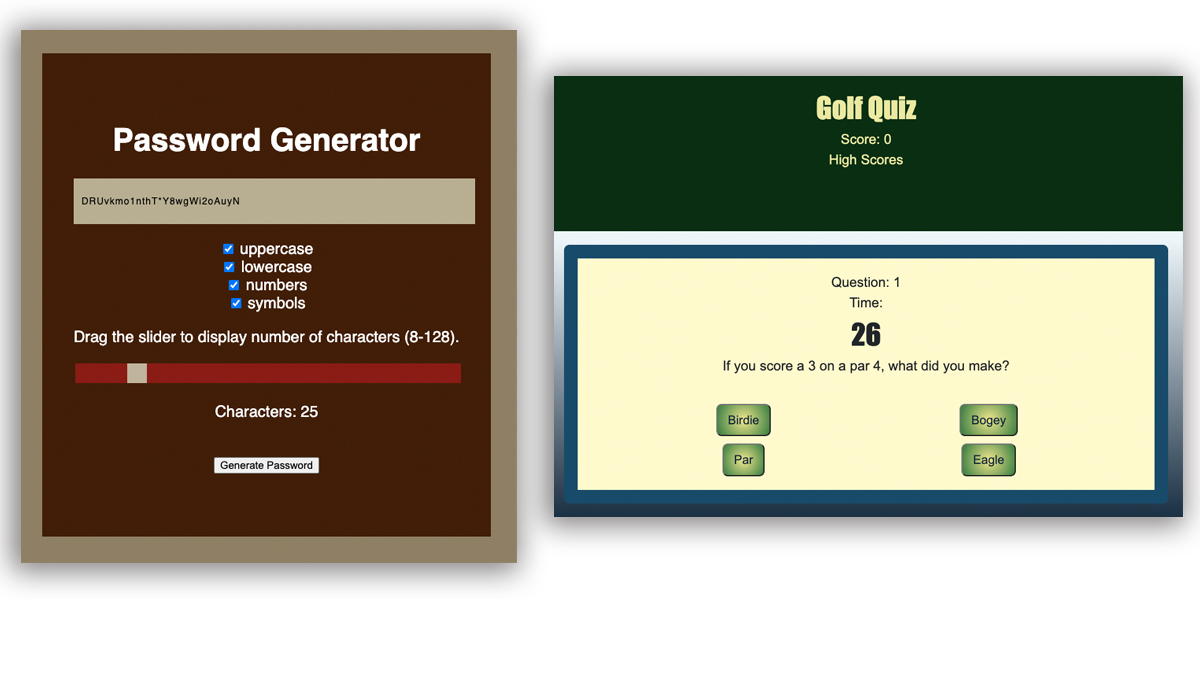 Password Generator
DRUvkmo1nthT*Y8wgWi2oAuyN
uppercase
lowercase
numbers
symbols
Drag the slider to display number of characters (8-128).
Characters: 25
Generate Password
Golf Quiz
Score: 0
High Scores
Question: 1
Time:
26
If you score a 3 on a par 4, what did you make?
Birdie
Bogey
Par
Eagle